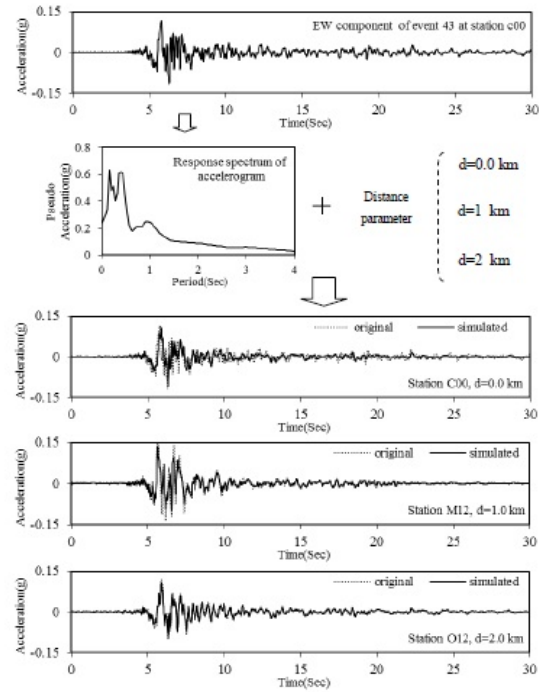 EW component of event 43 at station c00
Acceleration(g)
0.15
0
-0.15
0 5 10 15 20 25 30
Time(Sec)
Response spectrum of
accelerogram
Pseudo
Acceleration(g)
0.8
0.6
0.4
0.2
0
0 1 2 3 4
Period(Sec)
+
Distance
parameter
d=0.0 km
d=1 km
d=2 km
Acceleration(g)
0.15
0
-0.15
original simulated
Station C00, d=0.0 km
0 5 10 15 20 25 30
Time(Sec)
Acceleration(g)
0.15
0
-0.15
original simulated
Station M12, d=1.0 km
0 5 10 15 20 25 30
Time(Sec)
Acceleration(g)
0.15
0
-0.15
original simulated
Station O12, d=2.0 km
0 5 10 15 20 25 30
Time(Sec)